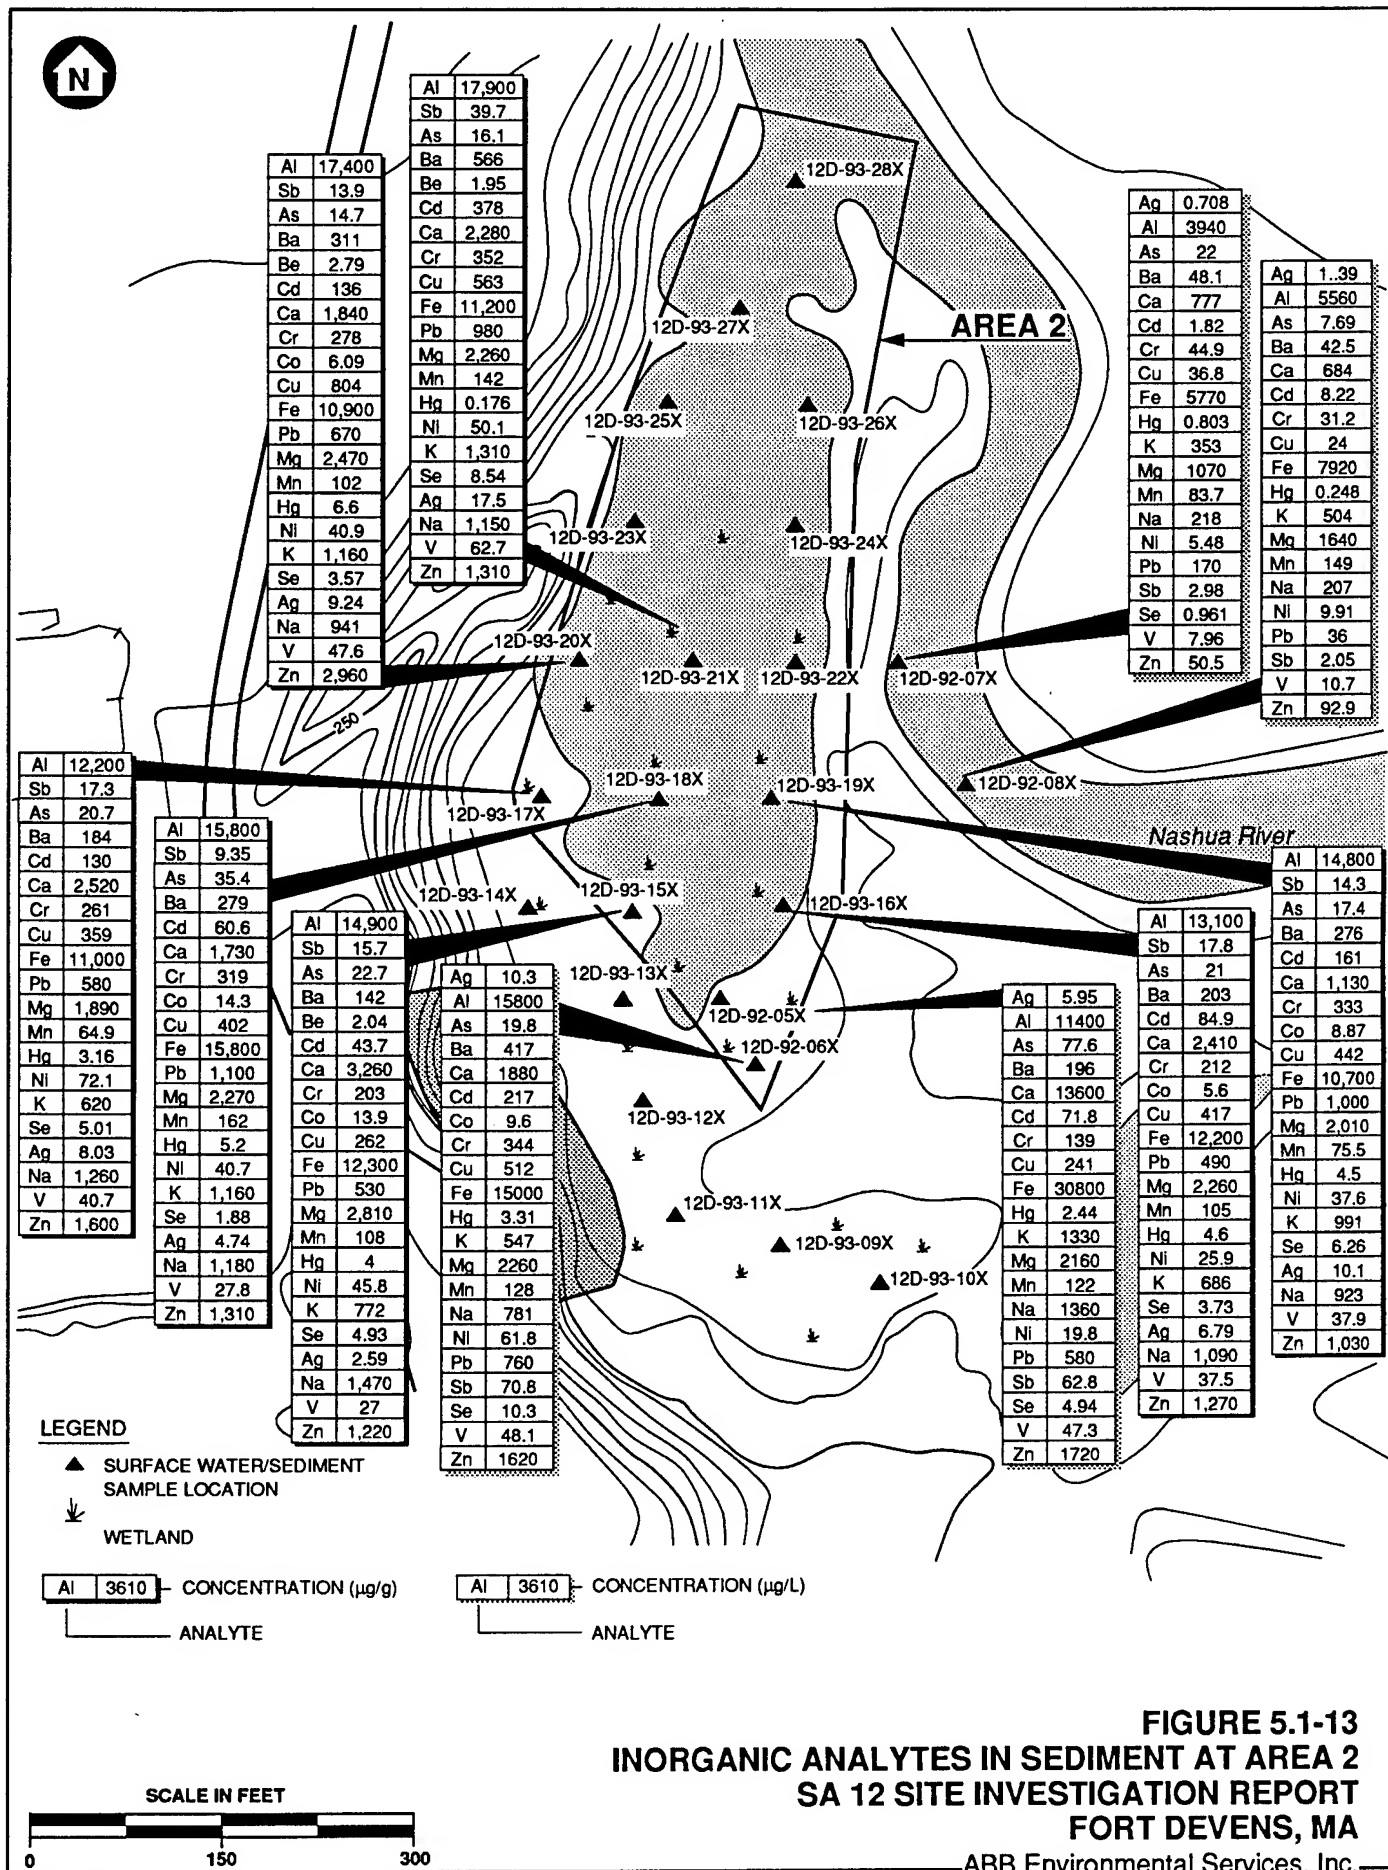 N
Al 17,900
Sb 39.7
As 16.1
Ba 566
Be 1.95
Cd 378
Ca 2,280
Cr 352
Cu 563
Fe 11,200
Pb 980
Mg 2,260
Mn 142
Hg 0.176
Ni 50.1
K 1,310
Se 8.54
Ag 17.5
Na 1,150
V 62.7
Zn 1,310
Al 17,400
Sb 13.9
As 14.7
Ba 311
Be 2.79
Cd 136
Ca 1,840
Cr 278
Co 6.09
Cu 804
Fe 10,900
Pb 670
Mg 2,470
Mn 102
Hg 6.6
Ni 40.9
K 1,160
Se 3.57
Ag 9.24
Na 941
V 47.6
Zn 2,960
Ag 0.708
Al 3940
As 22
Ba 48.1
Ca 777
Cd 1.82
Cr 44.9
Cu 36.8
Fe 5770
Hg 0.803
K 353
Mg 1070
Mn 83.7
Na 218
Ni 5.48
Pb 170
Sb 2.98
Se 0.961
V 7.96
Zn 50.5
Ag 1..39
Al 5560
As 7.69
Ba 42.5
Ca 684
Cd 8.22
Cr 31.2
Cu 24
Fe 7920
Hg 0.248
K 504
Mg 1640
Mn 149
Na 207
Ni 9.91
Pb 36
Sb 2.05
V 10.7
Zn 92.9
12D-93-28X
12D-93-27X
AREA 2
12D-93-25X
12D-93-26X
12D-93-23X
12D-93-24X
12D-93-20X
12D-93-21X
12D-93-22X
12D-92-07X
250
12D-93-18X
12D-93-19X
12D-92-08X
12D-93-17X
Nashua River
12D-93-14X
12D-93-15X
12D-93-16X
12D-93-13X
12D-92-05X
12D-92-06X
12D-93-12X
12D-93-11X
12D-93-09X
12D-93-10X
Al 12,200
Sb 17.3
As 20.7
Ba 184
Cd 130
Ca 2,520
Cr 261
Cu 359
Fe 11,000
Pb 580
Mg 1,890
Mn 64.9
Hg 3.16
Ni 72.1
K 620
Se 5.01
Ag 8.03
Na 1,260
V 40.7
Zn 1,600
Al 15,800
Sb 9.35
As 35.4
Ba 279
Cd 60.6
Ca 1,730
Cr 319
Co 14.3
Cu 402
Fe 15,800
Pb 1,100
Mg 2,270
Mn 162
Hg 5.2
Ni 40.7
K 1,160
Se 1.88
Ag 4.74
Na 1,180
V 27.8
Zn 1,310
Al 14,900
Sb 15.7
As 22.7
Ba 142
Be 2.04
Cd 43.7
Ca 3,260
Cr 203
Co 13.9
Cu 262
Fe 12,300
Pb 530
Mg 2,810
Mn 108
Hg 4
Ni 45.8
K 772
Se 4.93
Ag 2.59
Na 1,470
V 27
Zn 1,220
Ag 10.3
Al 15800
As 19.8
Ba 417
Ca 1880
Cd 217
Co 9.6
Cr 344
Cu 512
Fe 15000
Hg 3.31
K 547
Mg 2260
Mn 128
Na 781
Ni 61.8
Pb 760
Sb 70.8
Se 10.3
V 48.1
Zn 1620
Ag 5.95
Al 11400
As 77.6
Ba 196
Ca 13600
Cd 71.8
Cr 139
Cu 241
Fe 30800
Hg 2.44
K 1330
Mg 2160
Mn 122
Na 1360
Ni 19.8
Pb 580
Sb 62.8
Se 4.94
V 47.3
Zn 1720
Al 13,100
Sb 17.8
As 21
Ba 203
Cd 84.9
Ca 2,410
Cr 212
Co 5.6
Cu 417
Fe 12,200
Pb 490
Mg 2,260
Mn 105
Hg 4.6
Ni 25.9
K 686
Se 3.73
Ag 6.79
Na 1,090
V 37.5
Zn 1,270
Al 14,800
Sb 14.3
As 17.4
Ba 276
Cd 161
Ca 1,130
Cr 333
Co 8.87
Cu 442
Fe 10,700
Pb 1,000
Mg 2,010
Mn 75.5
Hg 4.5
Ni 37.6
K 991
Se 6.26
Ag 10.1
Na 923
V 37.9
Zn 1,030
LEGEND
SURFACE WATER/SEDIMENT
SAMPLE LOCATION
WETLAND
Al 3610 CONCENTRATION (µg/g)
ANALYTE
Al 3610 CONCENTRATION (µg/L)
ANALYTE
SCALE IN FEET
0 150 300
FIGURE 5.1-13
INORGANIC ANALYTES IN SEDIMENT AT AREA 2
SA 12 SITE INVESTIGATION REPORT
FORT DEVENS, MA
ABB Environmental Services, Inc.